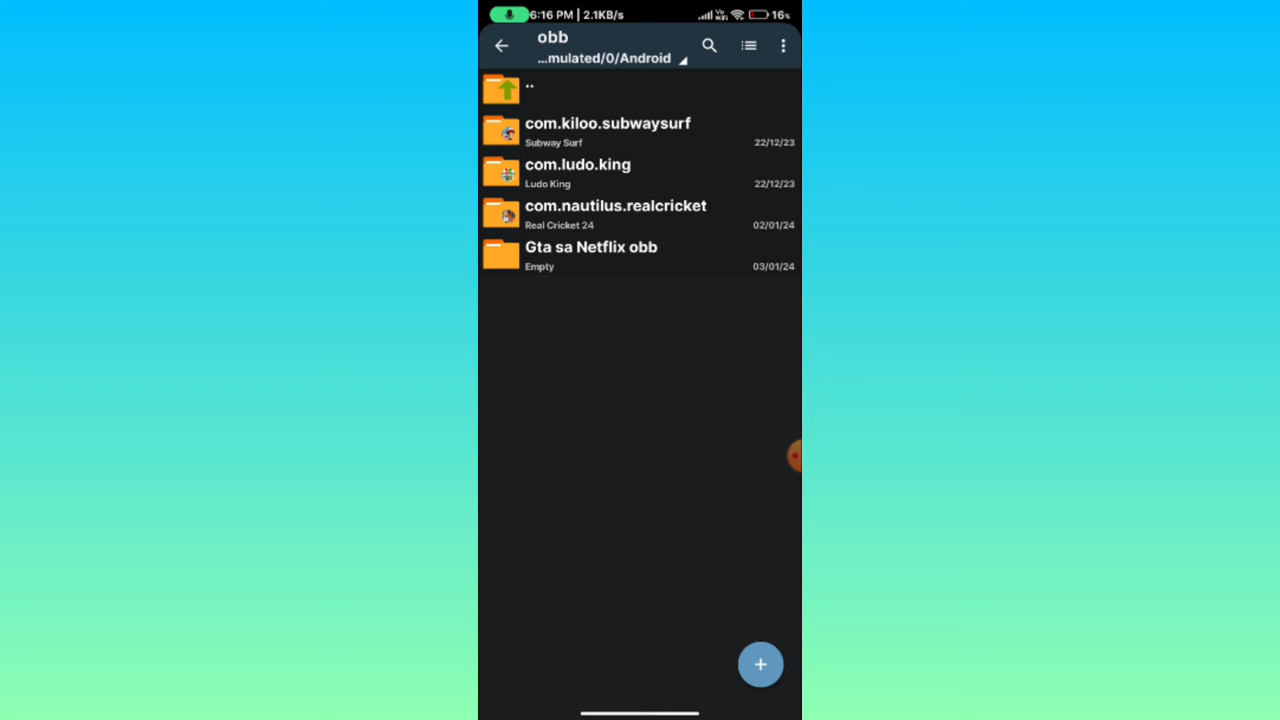 6:16 PM | 2.1KB/s
Vo WiFi
16%
obb
...mulated/0/Android
..
com.kiloo.subwaysurf
Subway Surf 22/12/23
com.ludo.king
Ludo King 22/12/23
com.nautilus.realcricket
Real Cricket 24 02/01/24
Gta sa Netflix obb
Empty 03/01/24